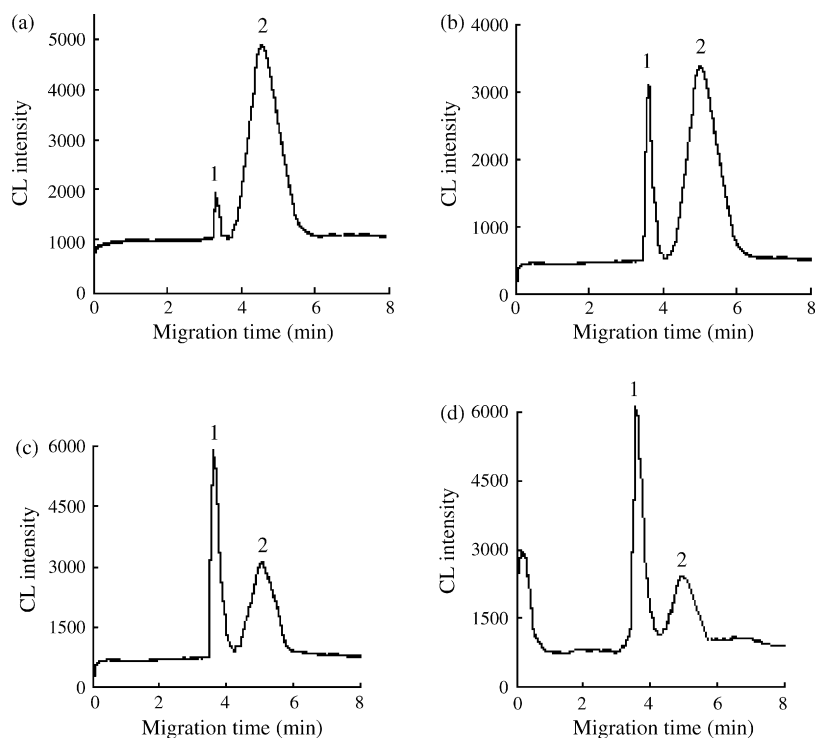 (a)
5000
4000
3000
2000
1000
0
CL intensity
1
2
0 2 4 6 8
Migration time (min)
(b)
4000
3000
2000
1000
0
CL intensity
1
2
0 2 4 6 8
Migration time (min)
(c)
6000
4500
3000
1500
0
CL intensity
1
2
0 2 4 6 8
Migration time (min)
(d)
6000
4500
3000
1500
0
CL intensity
1
2
0 2 4 6 8
Migration time (min)